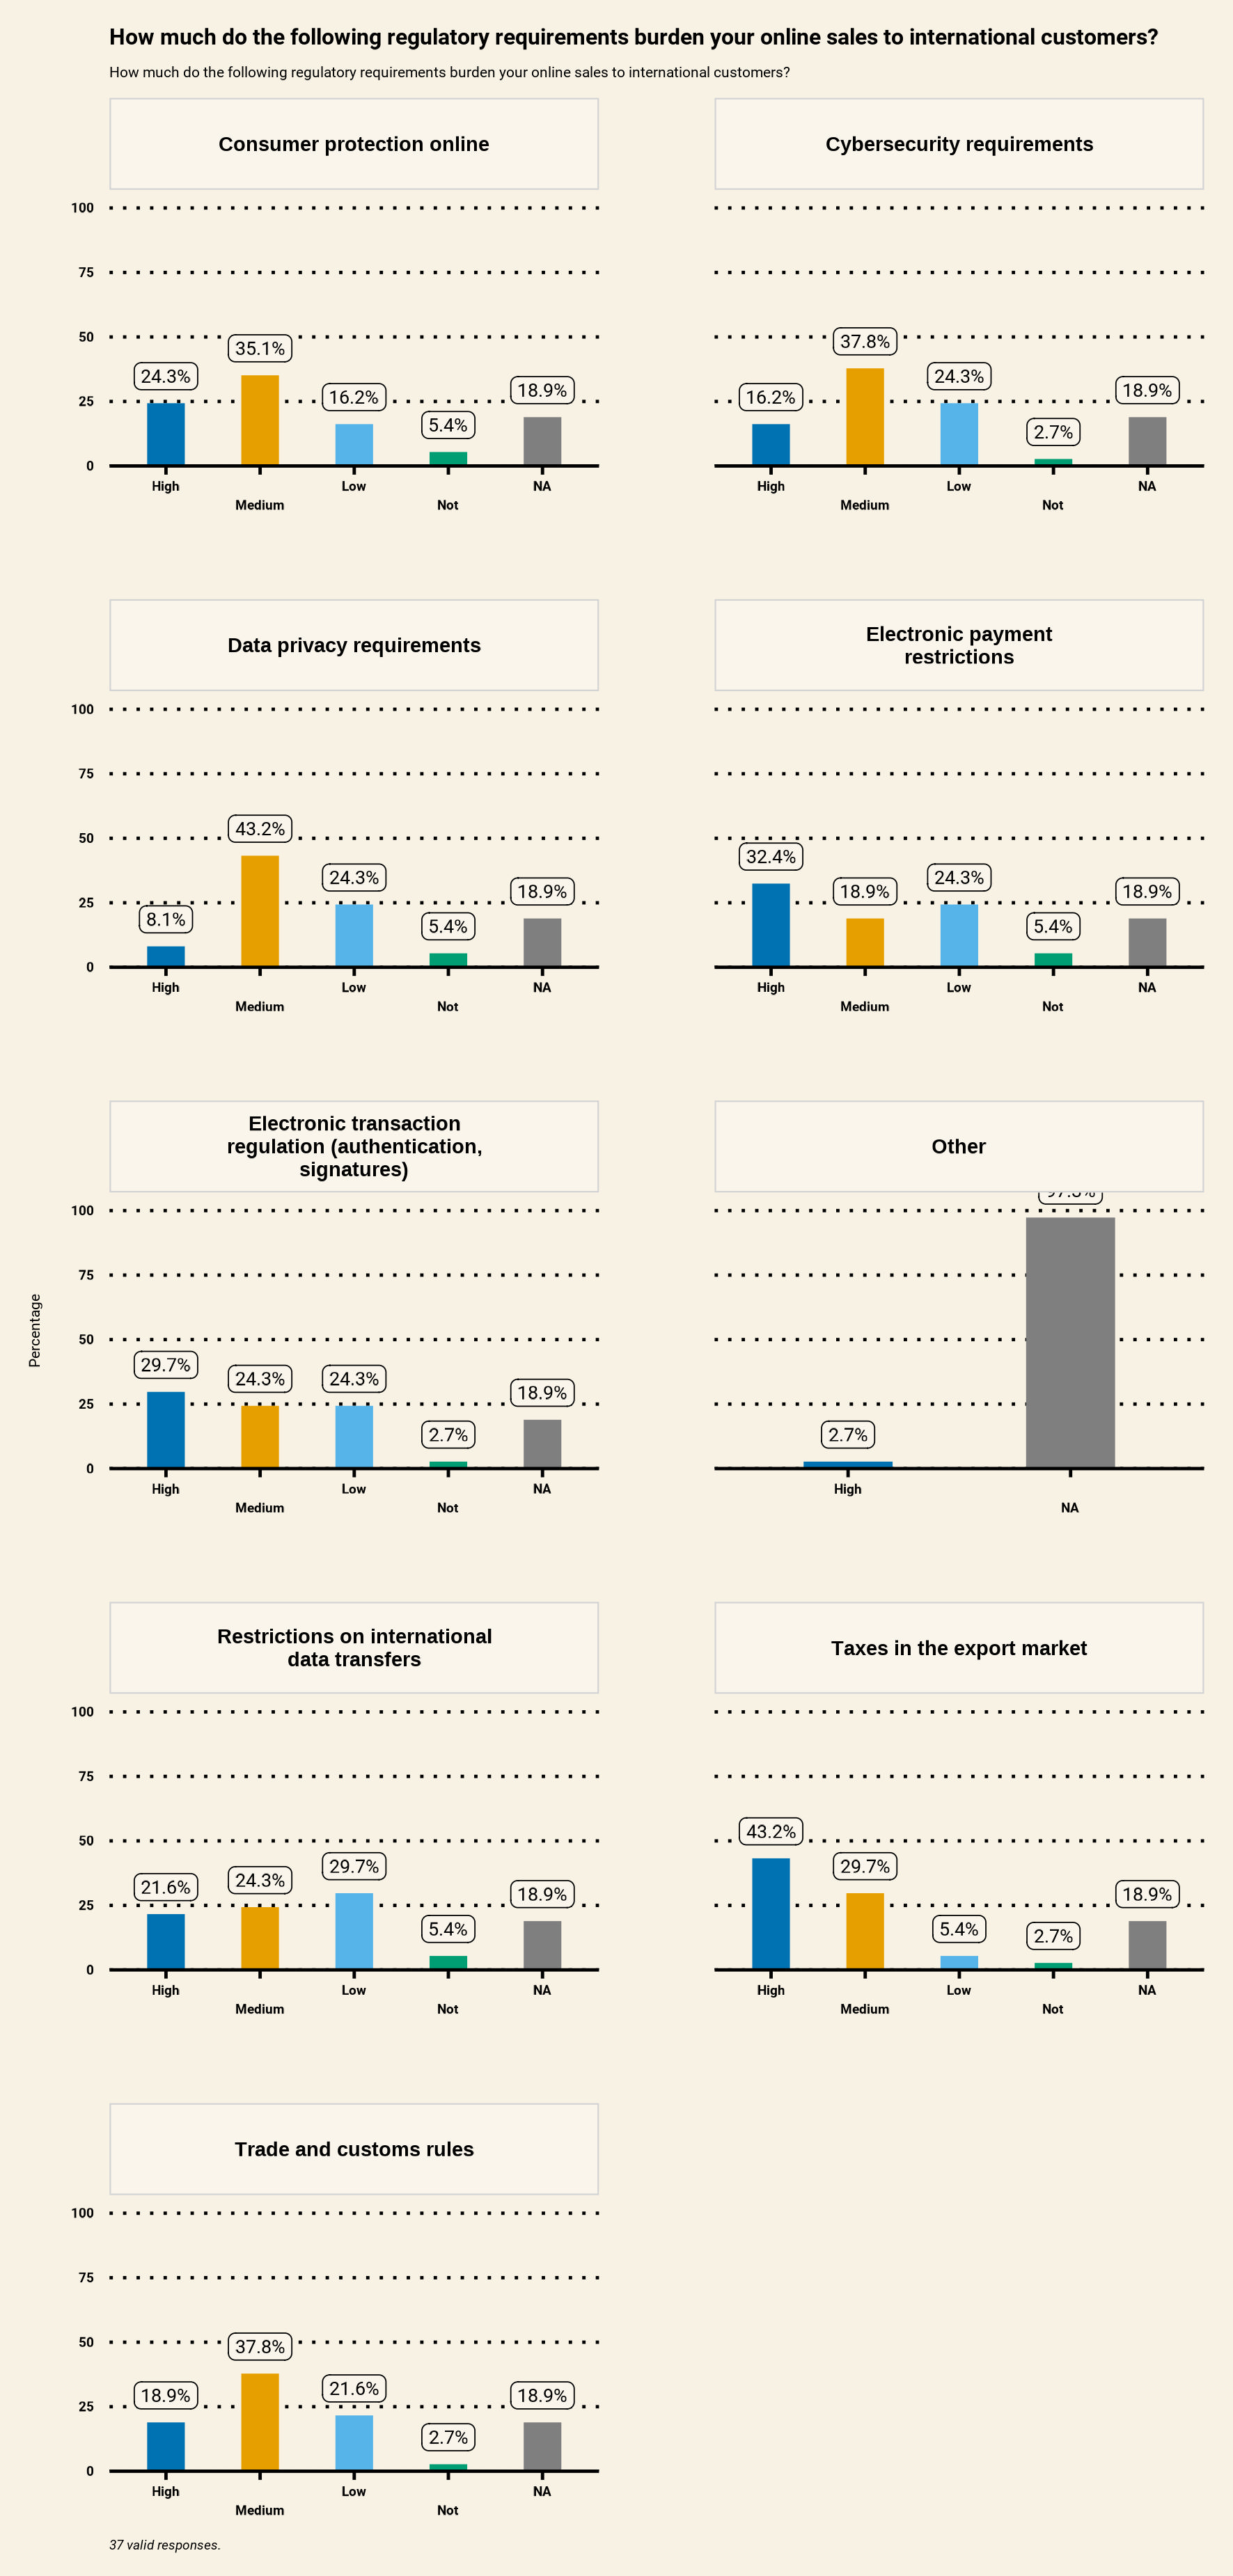 How much do the following regulatory requirements burden your online sales to international customers?
How much do the following regulatory requirements burden your online sales to international customers?
Consumer protection online
100
75
50
25
0
24.3%
35.1%
16.2%
5.4%
18.9%
High
Medium
Low
Not
NA
Cybersecurity requirements
16.2%
37.8%
24.3%
2.7%
18.9%
High
Medium
Low
Not
NA
Data privacy requirements
100
75
50
25
0
8.1%
43.2%
24.3%
5.4%
18.9%
High
Medium
Low
Not
NA
Electronic payment
restrictions
32.4%
18.9%
24.3%
5.4%
18.9%
High
Medium
Low
Not
NA
Percentage
Electronic transaction
regulation (authentication,
signatures)
100
75
50
25
0
29.7%
24.3%
24.3%
2.7%
18.9%
High
Medium
Low
Not
NA
Other
2.7%
High
NA
Restrictions on international
data transfers
100
75
50
25
0
21.6%
24.3%
29.7%
5.4%
18.9%
High
Medium
Low
Not
NA
Taxes in the export market
43.2%
29.7%
5.4%
2.7%
18.9%
High
Medium
Low
Not
NA
Trade and customs rules
100
75
50
25
0
18.9%
37.8%
21.6%
2.7%
18.9%
High
Medium
Low
Not
NA
37 valid responses.